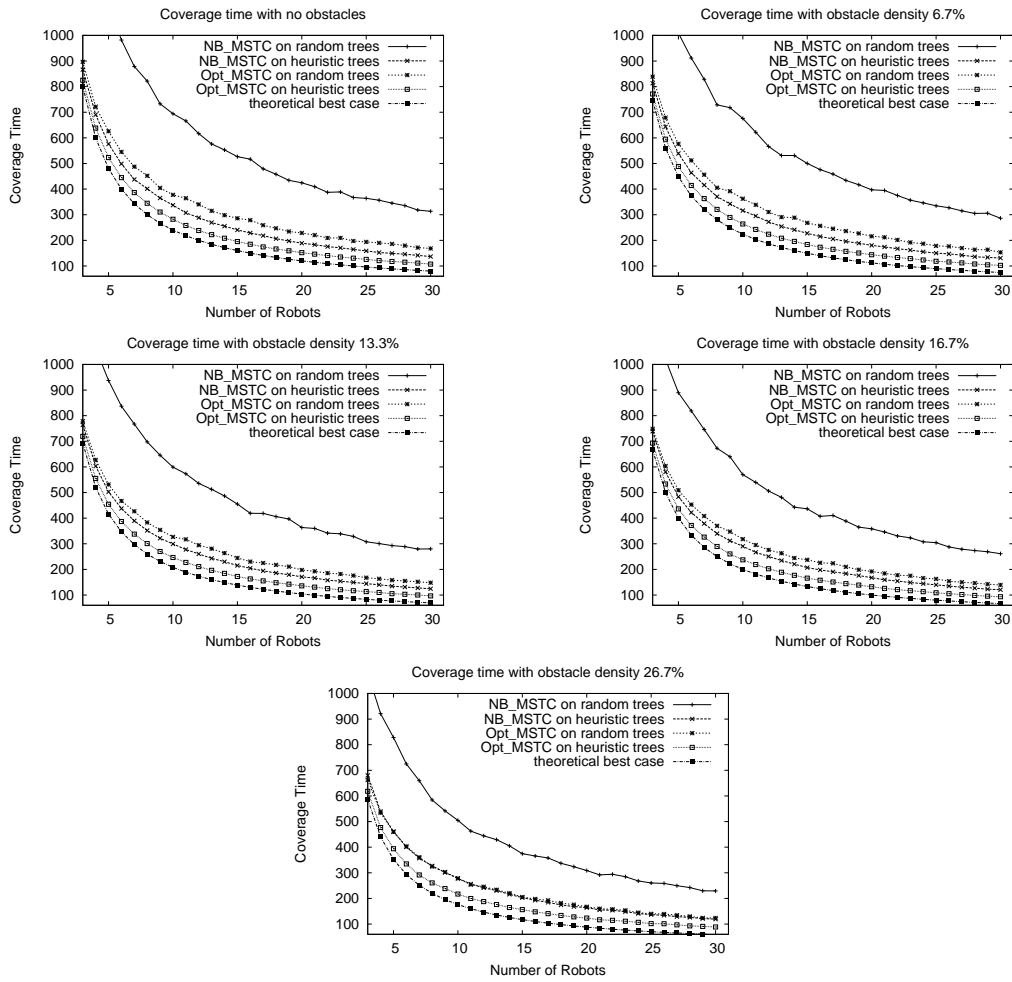 Coverage time with no obstacles
1000
900
800
700
600
500
400
300
200
100
5 10 15 20 25 30
Coverage Time
Number of Robots
NB_MSTC on random trees
NB_MSTC on heuristic trees
Opt_MSTC on random trees
Opt_MSTC on heuristic trees
theoretical best case
Coverage time with obstacle density 6.7%
1000
900
800
700
600
500
400
300
200
100
5 10 15 20 25 30
Coverage Time
Number of Robots
NB_MSTC on random trees
NB_MSTC on heuristic trees
Opt_MSTC on random trees
Opt_MSTC on heuristic trees
theoretical best case
Coverage time with obstacle density 13.3%
1000
900
800
700
600
500
400
300
200
100
5 10 15 20 25 30
Coverage Time
Number of Robots
NB_MSTC on random trees
NB_MSTC on heuristic trees
Opt_MSTC on random trees
Opt_MSTC on heuristic trees
theoretical best case
Coverage time with obstacle density 16.7%
1000
900
800
700
600
500
400
300
200
100
5 10 15 20 25 30
Coverage Time
Number of Robots
NB_MSTC on random trees
NB_MSTC on heuristic trees
Opt_MSTC on random trees
Opt_MSTC on heuristic trees
theoretical best case
Coverage time with obstacle density 26.7%
1000
900
800
700
600
500
400
300
200
100
5 10 15 20 25 30
Coverage Time
Number of Robots
NB_MSTC on random trees
NB_MSTC on heuristic trees
Opt_MSTC on random trees
Opt_MSTC on heuristic trees
theoretical best case